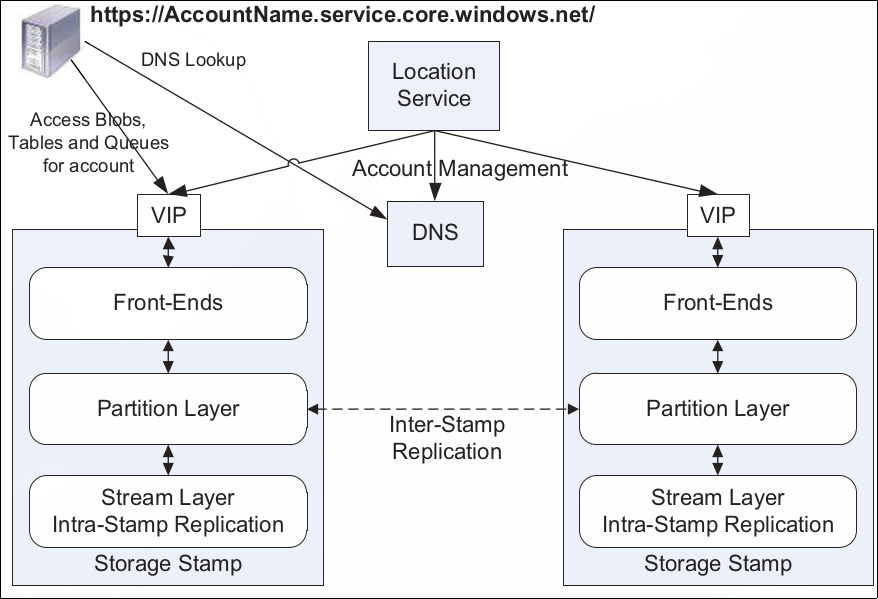 https://AccountName.service.core.windows.net/
DNS Lookup
Location
Service
Access Blobs,
Tables and Queues
for account
Account Management
VIP
DNS
VIP
Front-Ends
Front-Ends
Partition Layer
Partition Layer
Inter-Stamp
Replication
Stream Layer
Intra-Stamp Replication
Stream Layer
Intra-Stamp Replication
Storage Stamp
Storage Stamp